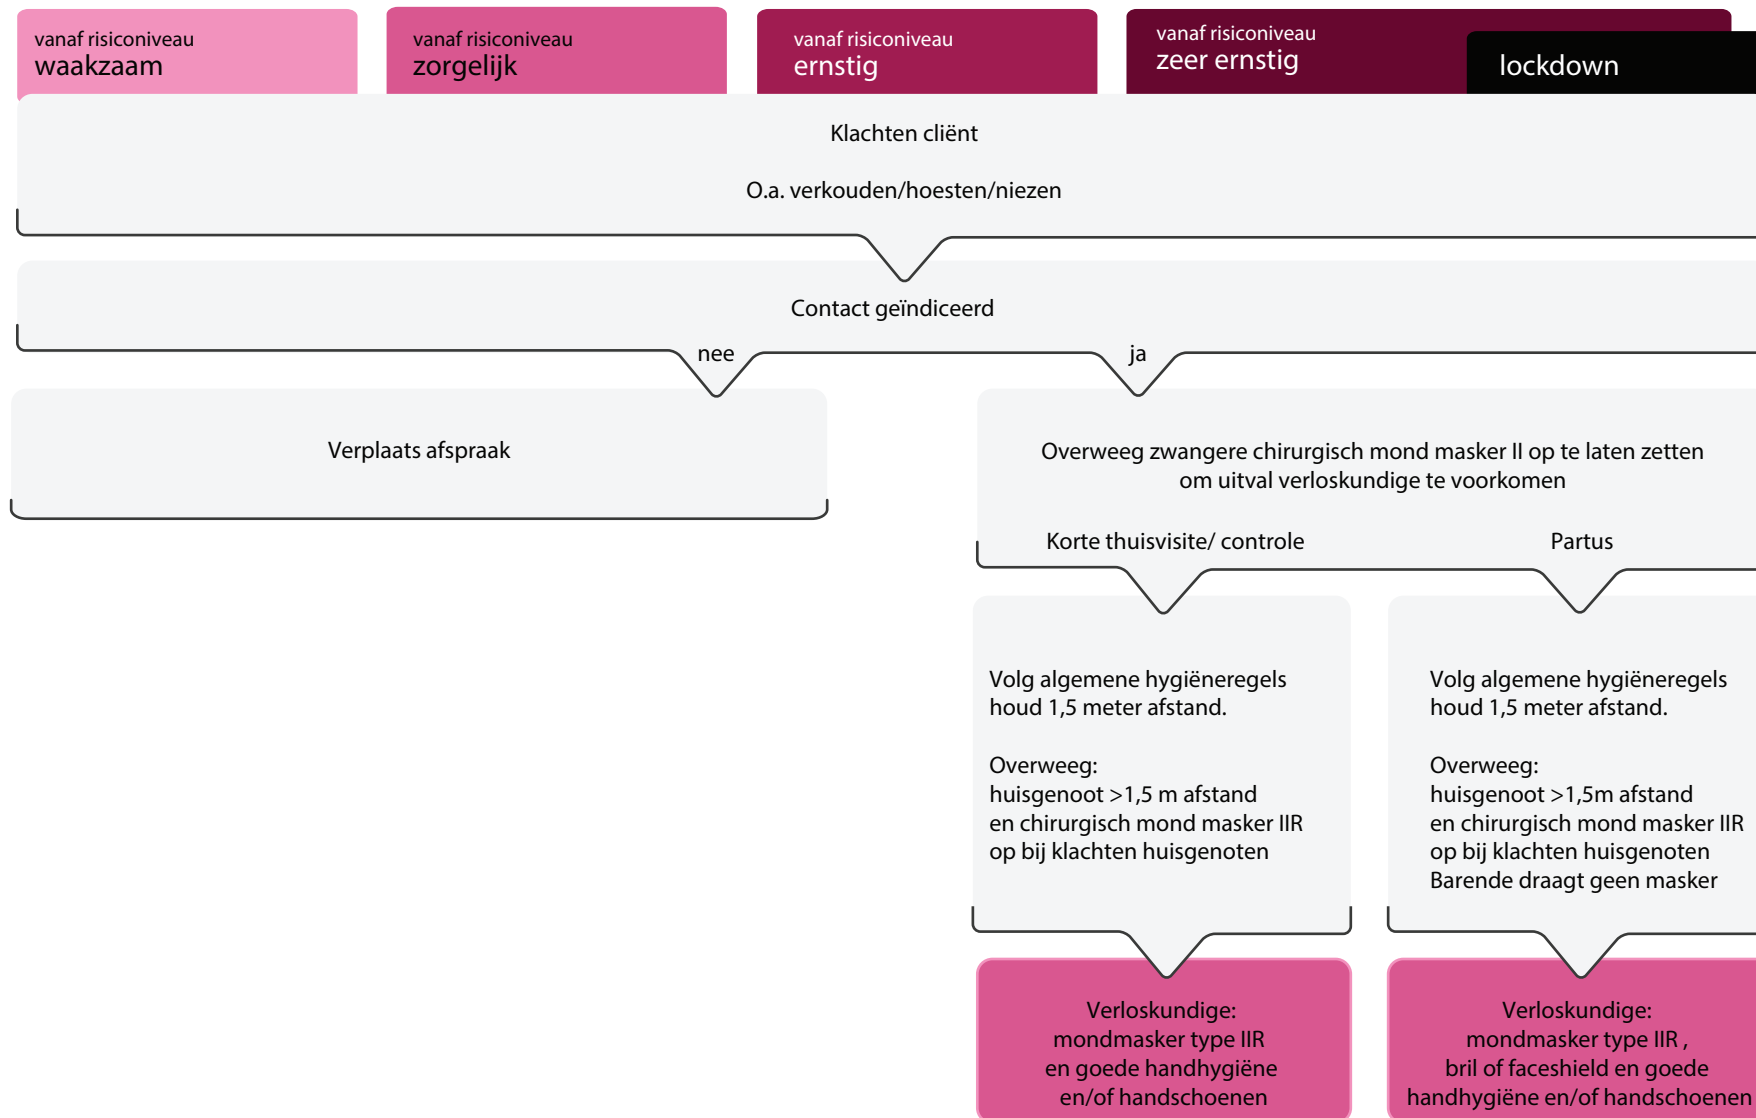 vanaf risiconiveau
waakzaam
vanaf risiconiveau
zorgelijk
vanaf risiconiveau
ernstig
vanaf risiconiveau
zeer ernstig
lockdown
Klachten cliënt
O.a. verkouden/hoesten/niezen
Contact geïndiceerd
nee
ja
Verplaats afspraak
Overweeg zwangere chirurgisch mond masker II op te laten zetten
om uitval verloskundige te voorkomen
Korte thuisvisite/ controle
Partus
Volg algemene hygiëneregels
houd 1,5 meter afstand.
Overweeg:
huisgenoot >1,5 m afstand
en chirurgisch mond masker IIR
op bij klachten huisgenoten
Volg algemene hygiëneregels
houd 1,5 meter afstand.
Overweeg:
huisgenoot >1,5m afstand
en chirurgisch mond masker IIR
op bij klachten huisgenoten
Barende draagt geen masker
Verloskundige:
mondmasker type IIR
en goede handhygiëne
en/of handschoenen
Verloskundige:
mondmasker type IIR ,
bril of faceshield en goede
handhygiëne en/of handschoenen